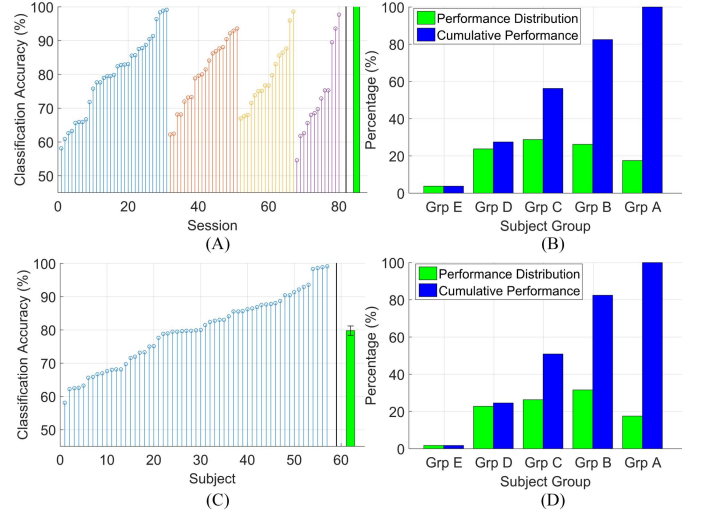 Classification Accuracy (%)
100
90
80
70
60
50
0 20 40 60 80
Session
(A)
Percentage (%)
100
80
60
40
20
0
Performance Distribution
Cumulative Performance
Grp E Grp D Grp C Grp B Grp A
Subject Group
(B)
Classification Accuracy (%)
100
90
80
70
60
50
0 10 20 30 40 50 60
Subject
(C)
Percentage (%)
100
80
60
40
20
0
Performance Distribution
Cumulative Performance
Grp E Grp D Grp C Grp B Grp A
Subject Group
(D)